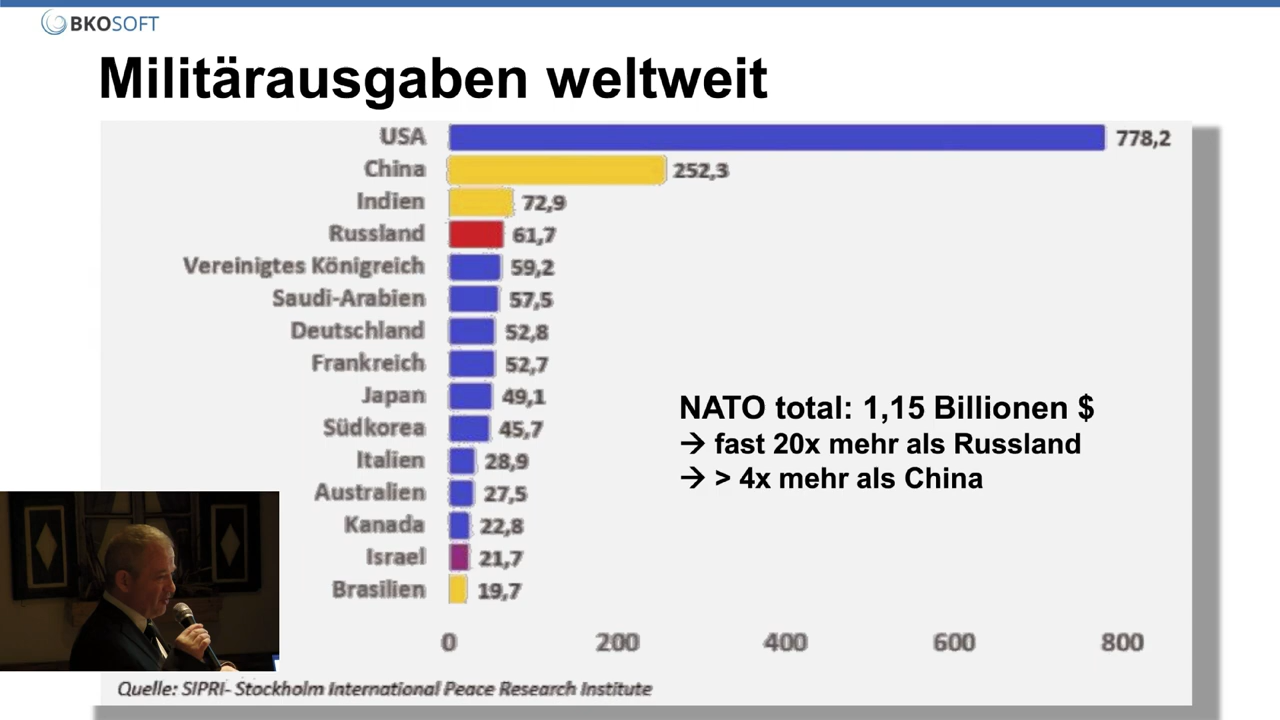 BKOSOFT
Militärausgaben weltweit
USA 778,2
China 252,3
Indien 72,9
Russland 61,7
Vereinigtes Königreich 59,2
Saudi-Arabien 57,5
Deutschland 52,8
Frankreich 52,7
Japan 49,1
Südkorea 45,7
Italien 28,9
Australien 27,5
Kanada 22,8
Israel 21,7
Brasilien 19,7
0 200 400 600 800
NATO total: 1,15 Billionen $
→ fast 20x mehr als Russland
→ > 4x mehr als China
Quelle: SIPRI- Stockholm International Peace Research Institute